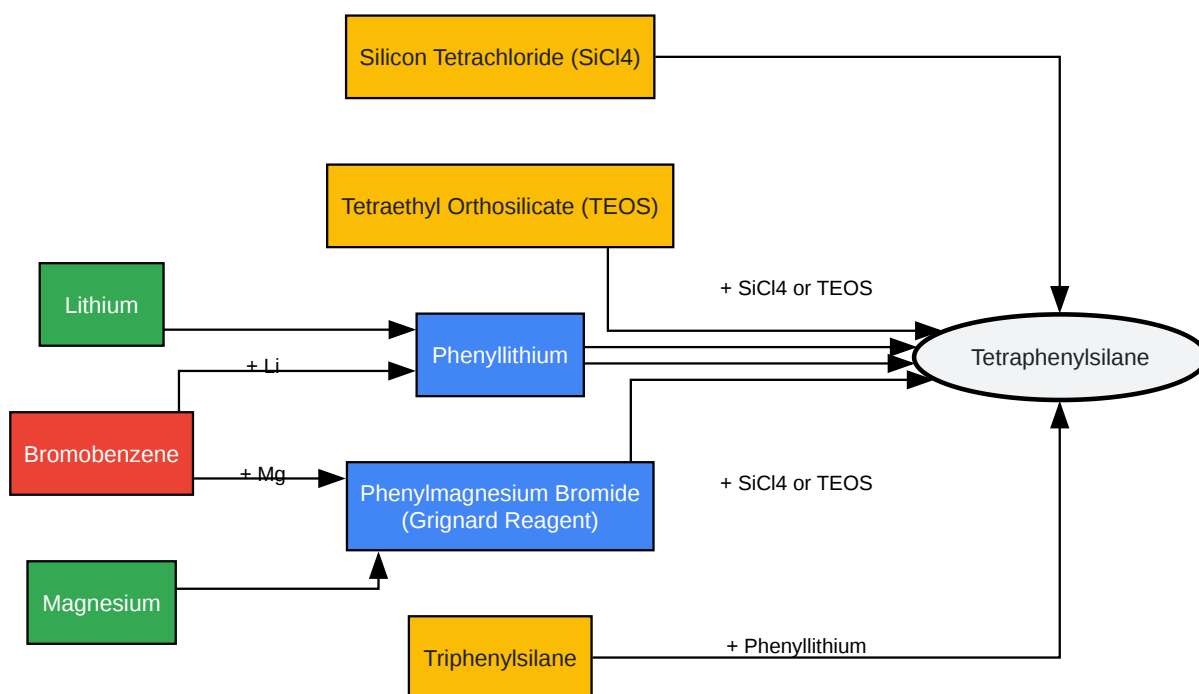 Silicon Tetrachloride (SiCl4)
Tetraethyl Orthosilicate (TEOS)
+ SiCl4 or TEOS
Lithium
Phenyllithium
Tetraphenylsilane
+ Li
Bromobenzene
+ Mg
Phenylmagnesium Bromide
(Grignard Reagent)
+ SiCl4 or TEOS
Magnesium
Triphenylsilane
+ Phenyllithium